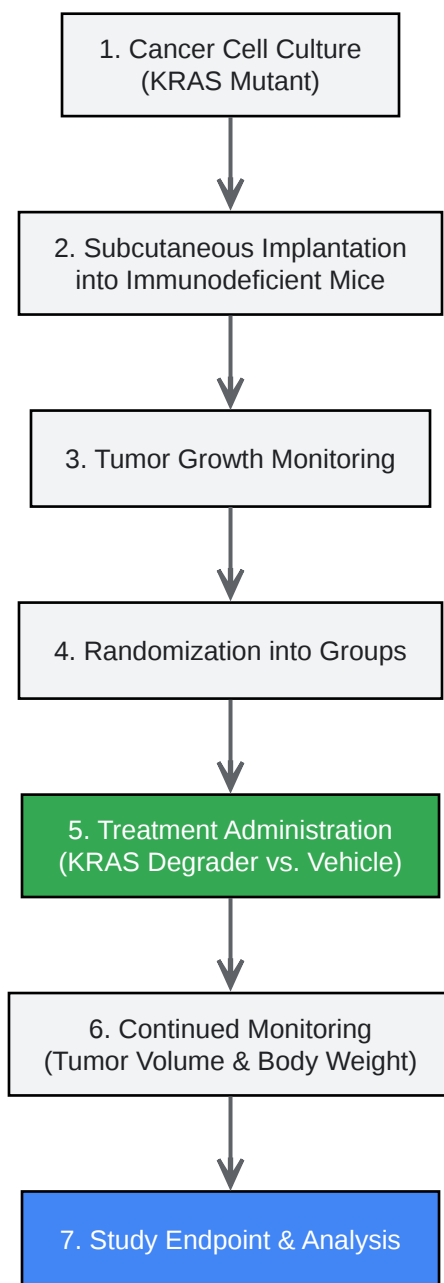 1. Cancer Cell Culture
(KRAS Mutant)
2. Subcutaneous Implantation
into Immunodeficient Mice
3. Tumor Growth Monitoring
4. Randomization into Groups
5. Treatment Administration
(KRAS Degrader vs. Vehicle)
6. Continued Monitoring
(Tumor Volume & Body Weight)
7. Study Endpoint & Analysis